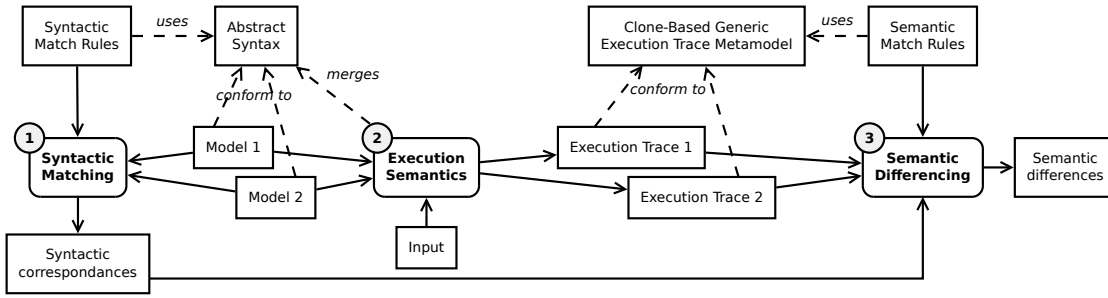 Syntactic
Match Rules
uses
Abstract
Syntax
merges
Clone-Based Generic
Execution Trace Metamodel
uses
Semantic
Match Rules
conform to
conform to
1
Syntactic
Matching
Model 1
Model 2
2
Execution
Semantics
Input
Execution Trace 1
Execution Trace 2
3
Semantic
Differencing
Semantic
differences
Syntactic
correspondances